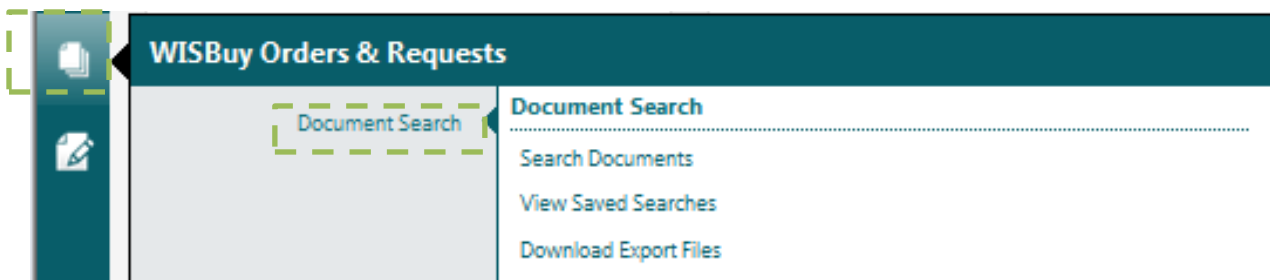 WISBuy Orders & Requests
Document Search
Document Search
Search Documents
View Saved Searches
Download Export Files